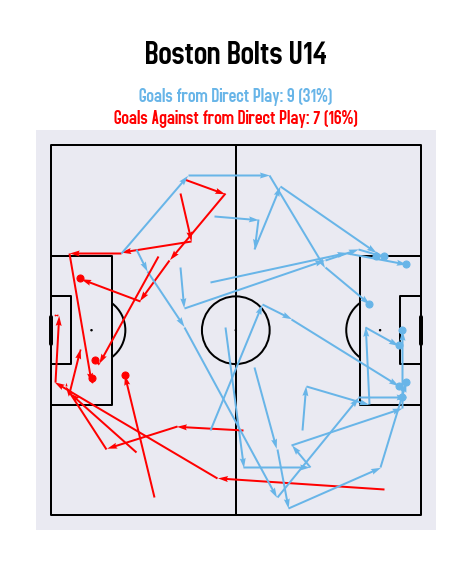 Boston Bolts U14
Goals from Direct Play: 9 (31%)
Goals Against from Direct Play: 7 (16%)